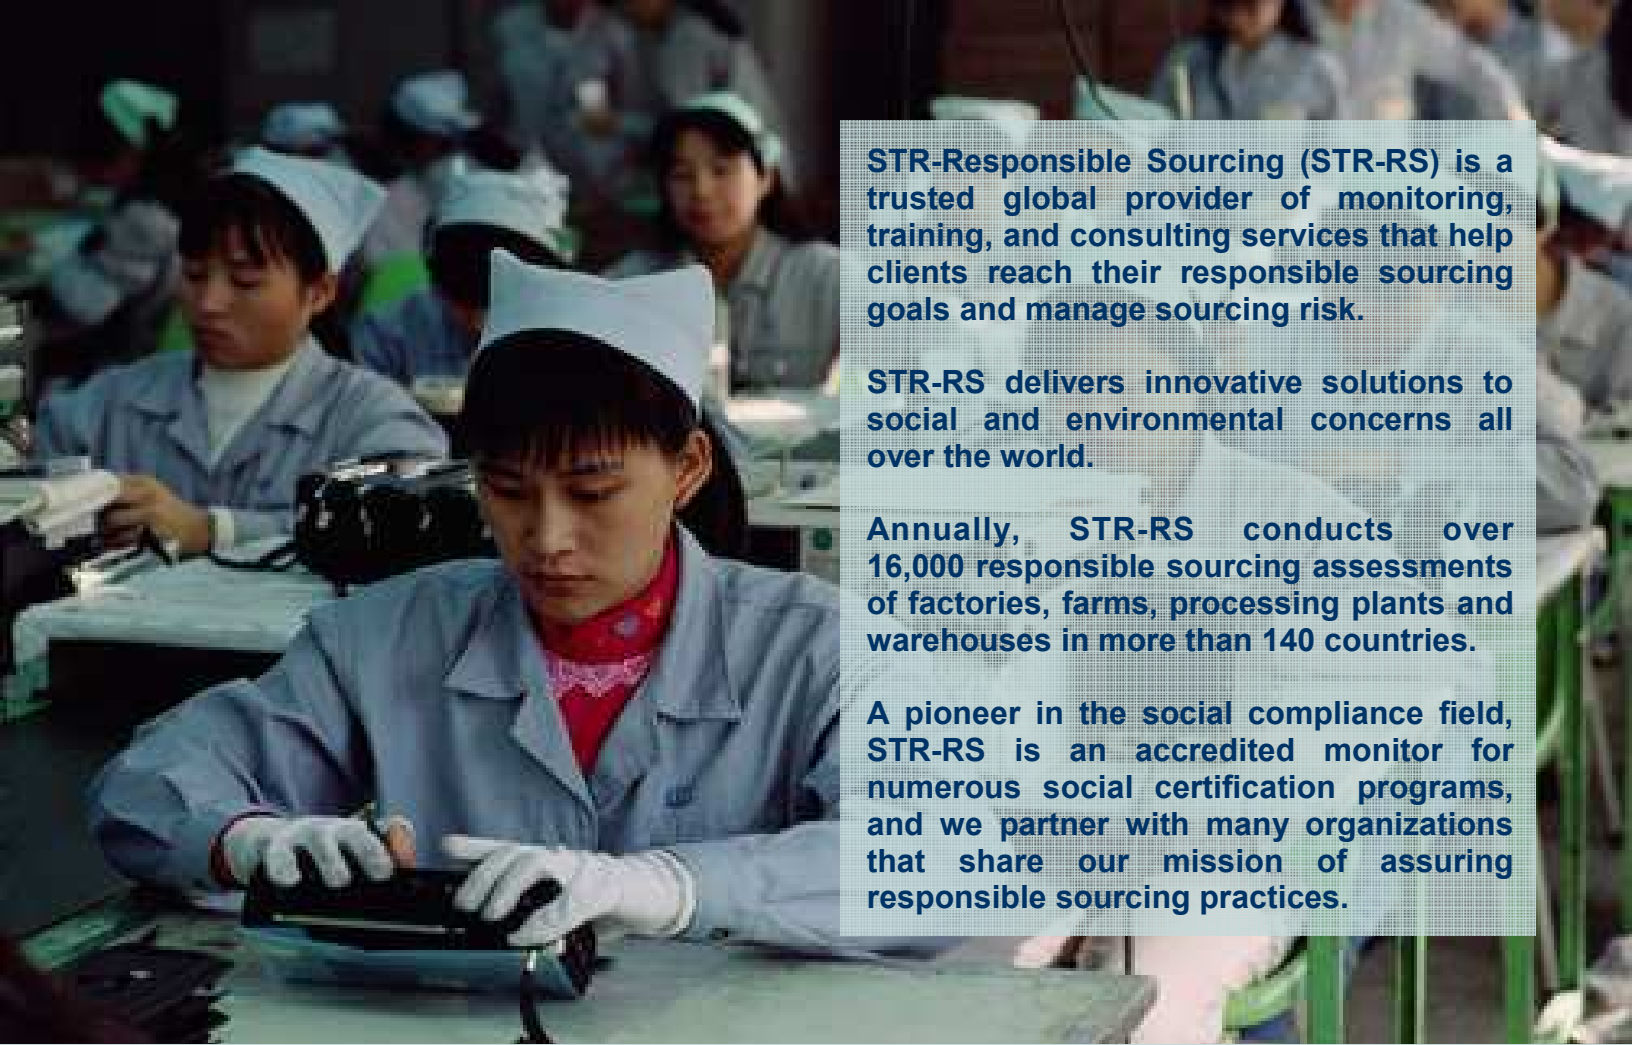 STR-Responsible Sourcing (STR-RS) is a
trusted global provider of monitoring,
training, and consulting services that help
clients reach their responsible sourcing
goals and manage sourcing risk.
STR-RS delivers innovative solutions to
social and environmental concerns all
over the world.
Annually, STR-RS conducts over
16,000 responsible sourcing assessments
of factories, farms, processing plants and
warehouses in more than 140 countries.
A pioneer in the social compliance field,
STR-RS is an accredited monitor for
numerous social certification programs,
and we partner with many organizations
that share our mission of assuring
responsible sourcing practices.